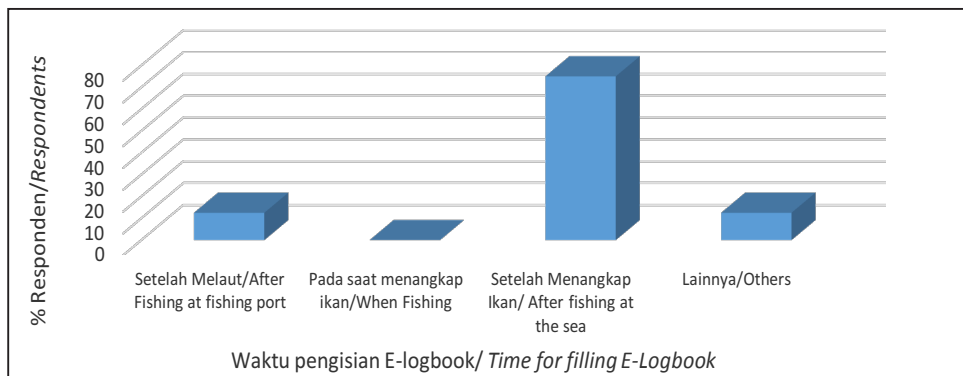 % Responden/Respondents
80
70
60
50
40
30
20
10
0
Setelah Melaut/After
Fishing at fishing port
Pada saat menangkap
ikan/When Fishing
Setelah Menangkap
Ikan/ After fishing at
the sea
Lainnya/Others
Waktu pengisian E-logbook/ Time for filling E-Logbook